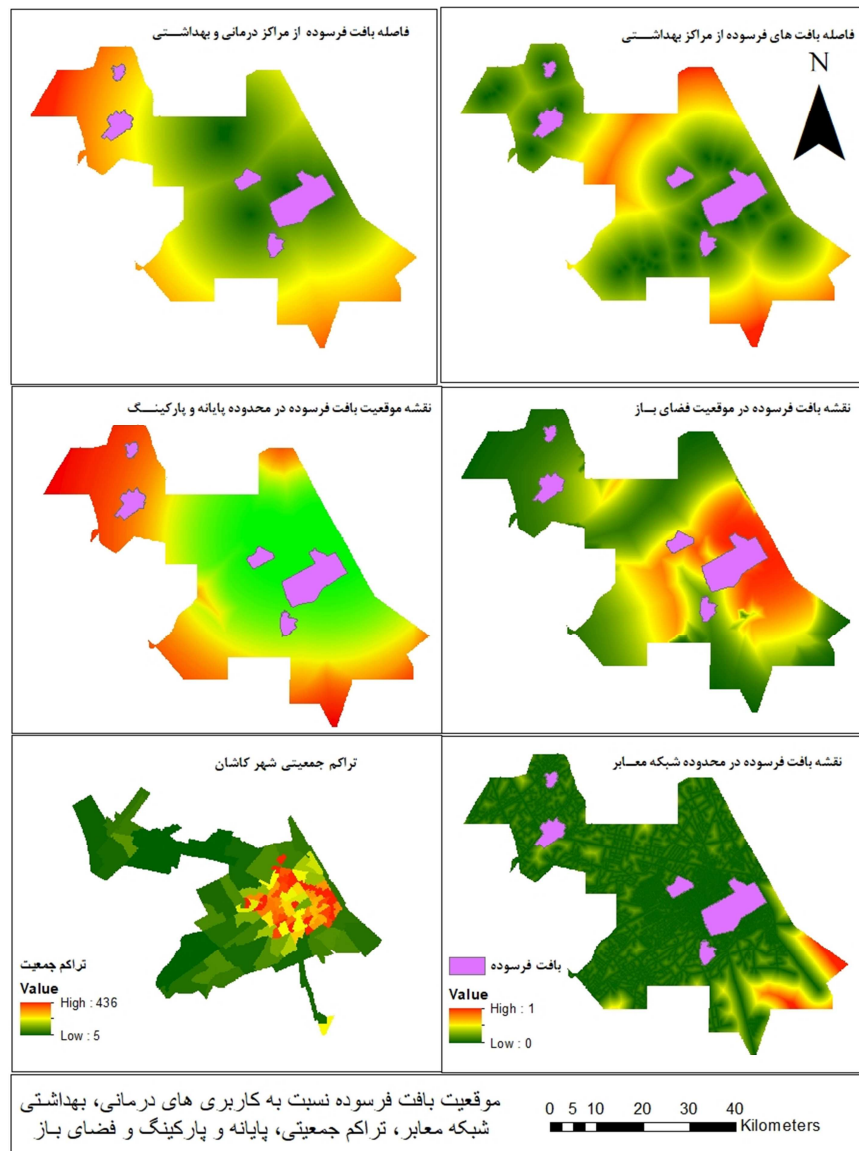 فاصله بافت های فرسوده از مراکز بهداشتی
فاصله بافت فرسوده از مراکز درمانی و بهداشتی
N
نقشه بافت فرسوده در موقعیت فضای باز
نقشه موقعیت بافت فرسوده در محدوده پایانه و پارکینگ
نقشه بافت فرسوده در محدوده شبکه معابر
بافت فرسوده
Value
High : 1
Low : 0
تراکم جمعیتی شهر کاشان
تراکم جمعیت
Value
High : 436
Low : 5
موقعیت بافت فرسوده نسبت به کاربری های درمانی، بهداشتی
شبکه معابر، تراکم جمعیتی، پایانه و پارکینگ و فضای باز
0 5 10 20 30 40
Kilometers